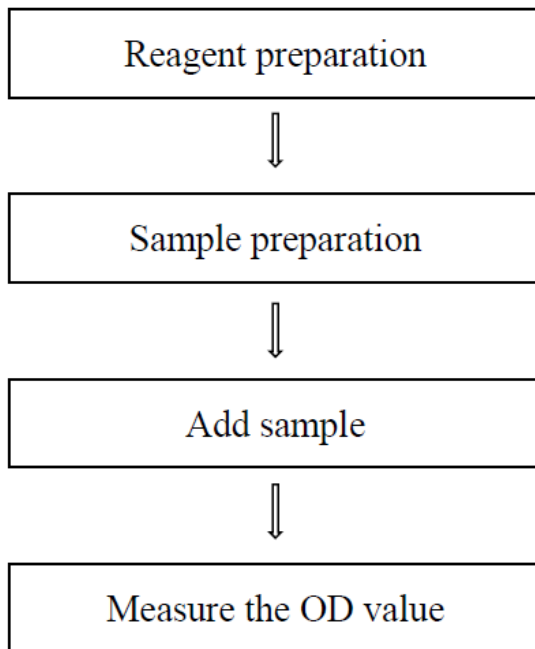 Reagent preparation
Sample preparation
Add sample
Measure the OD value